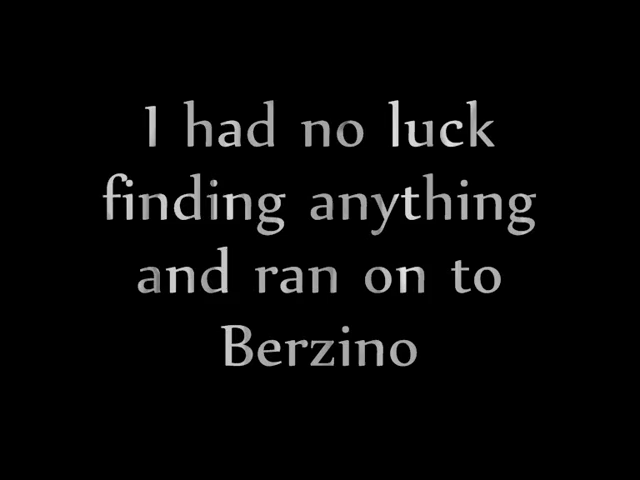 I had no luck
finding anything
and ran on to
Berzino